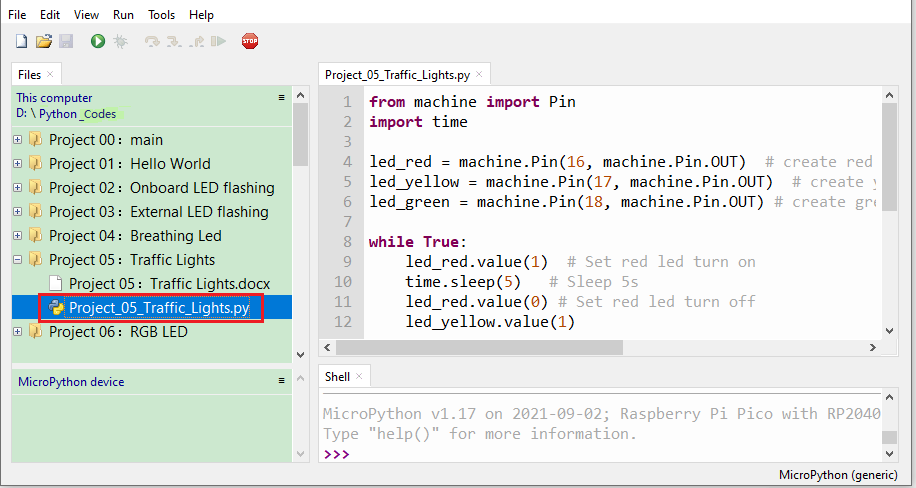 File Edit View Run Tools Help
STOP
Files ×
This computer
D: \ Python _Codes
Project 00：main
Project 01：Hello World
Project 02：Onboard LED flashing
Project 03：External LED flashing
Project 04：Breathing Led
Project 05：Traffic Lights
Project 05：Traffic Lights.docx
Project_05_Traffic_Lights.py
Project 06：RGB LED
MicroPython device
Project_05_Traffic_Lights.py ×
1 from machine import Pin
2 import time
3
4 led_red = machine.Pin(16, machine.Pin.OUT)  # create red
5 led_yellow = machine.Pin(17, machine.Pin.OUT)  # create
6 led_green = machine.Pin(18, machine.Pin.OUT) # create gre
7
8 while True:
9     led_red.value(1)  # Set red led turn on
10     time.sleep(5)   # Sleep 5s
11     led_red.value(0) # Set red led turn off
12     led_yellow.value(1)
Shell ×
MicroPython v1.17 on 2021-09-02; Raspberry Pi Pico with RP2040
Type "help()" for more information.
>>>
MicroPython (generic)